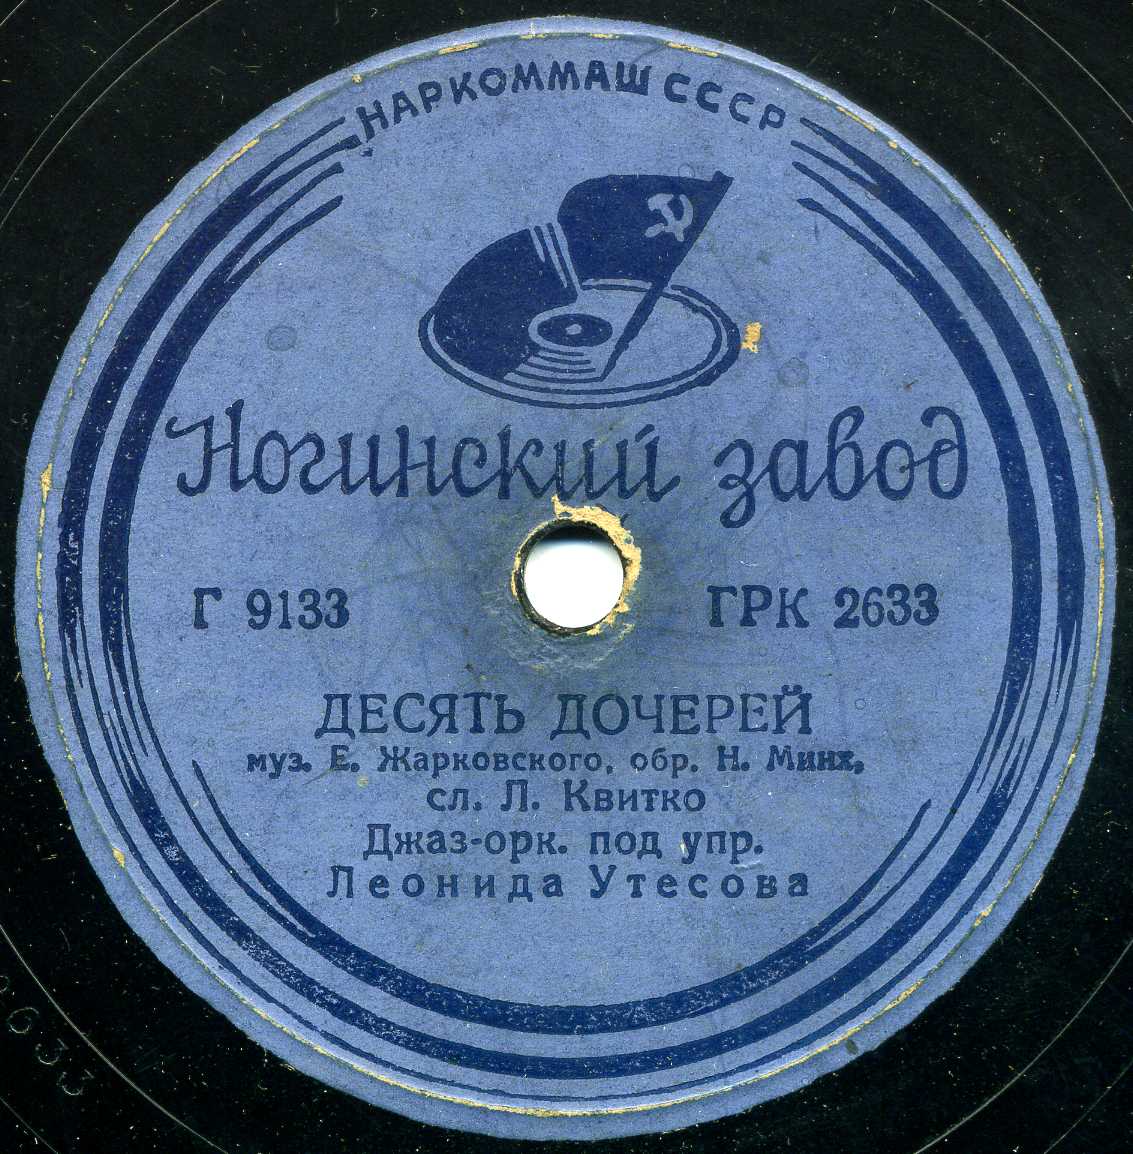 НАРКОММАШ СССР
Ногинский завод
Г 9133 ГРК 2633
ДЕСЯТЬ ДОЧЕРЕЙ
муз. Е. Жарковского, обр. Н. Минх,
сл. Л. Квитко
Джаз-орк. под упр.
Леонида Утесова